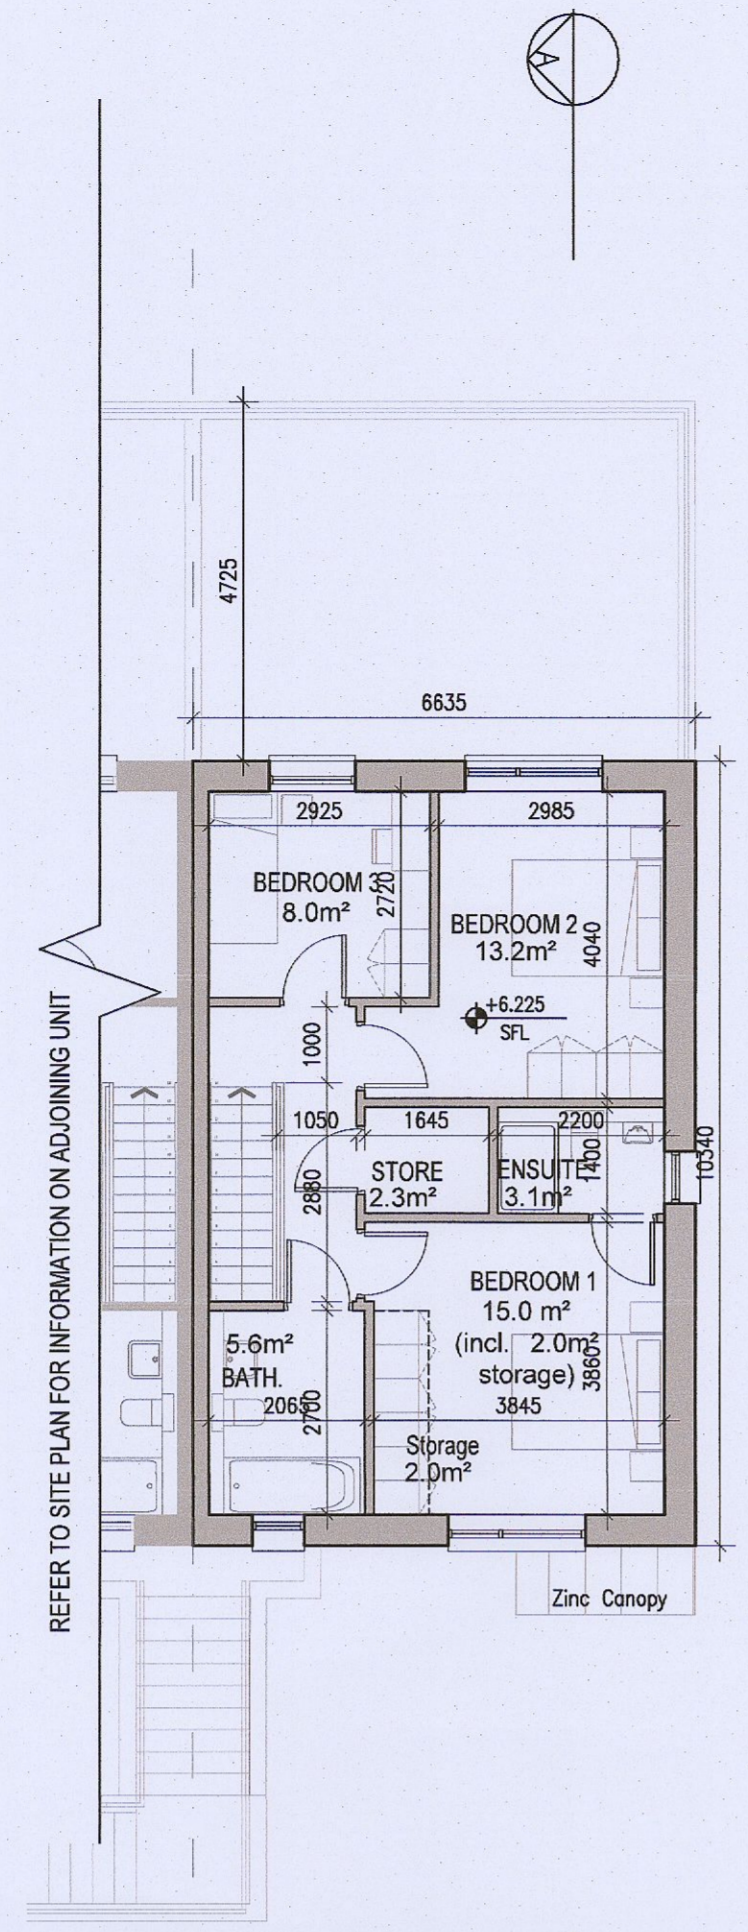 A
4725
6635
2925
2985
BEDROOM 3
8.0m²
2720
BEDROOM 2
13.2m²
4040
+6.225
SFL
1000
1050
1645
2200
STORE
2.3m²
ENSUITE
3.1m²
1400
10340
2880
BEDROOM 1
15.0 m²
(incl. 2.0m²
storage)
3860
5.6m²
BATH.
2065
2700
3845
Storage
2.0m²
Zinc Canopy
REFER TO SITE PLAN FOR INFORMATION ON ADJOINING UNIT